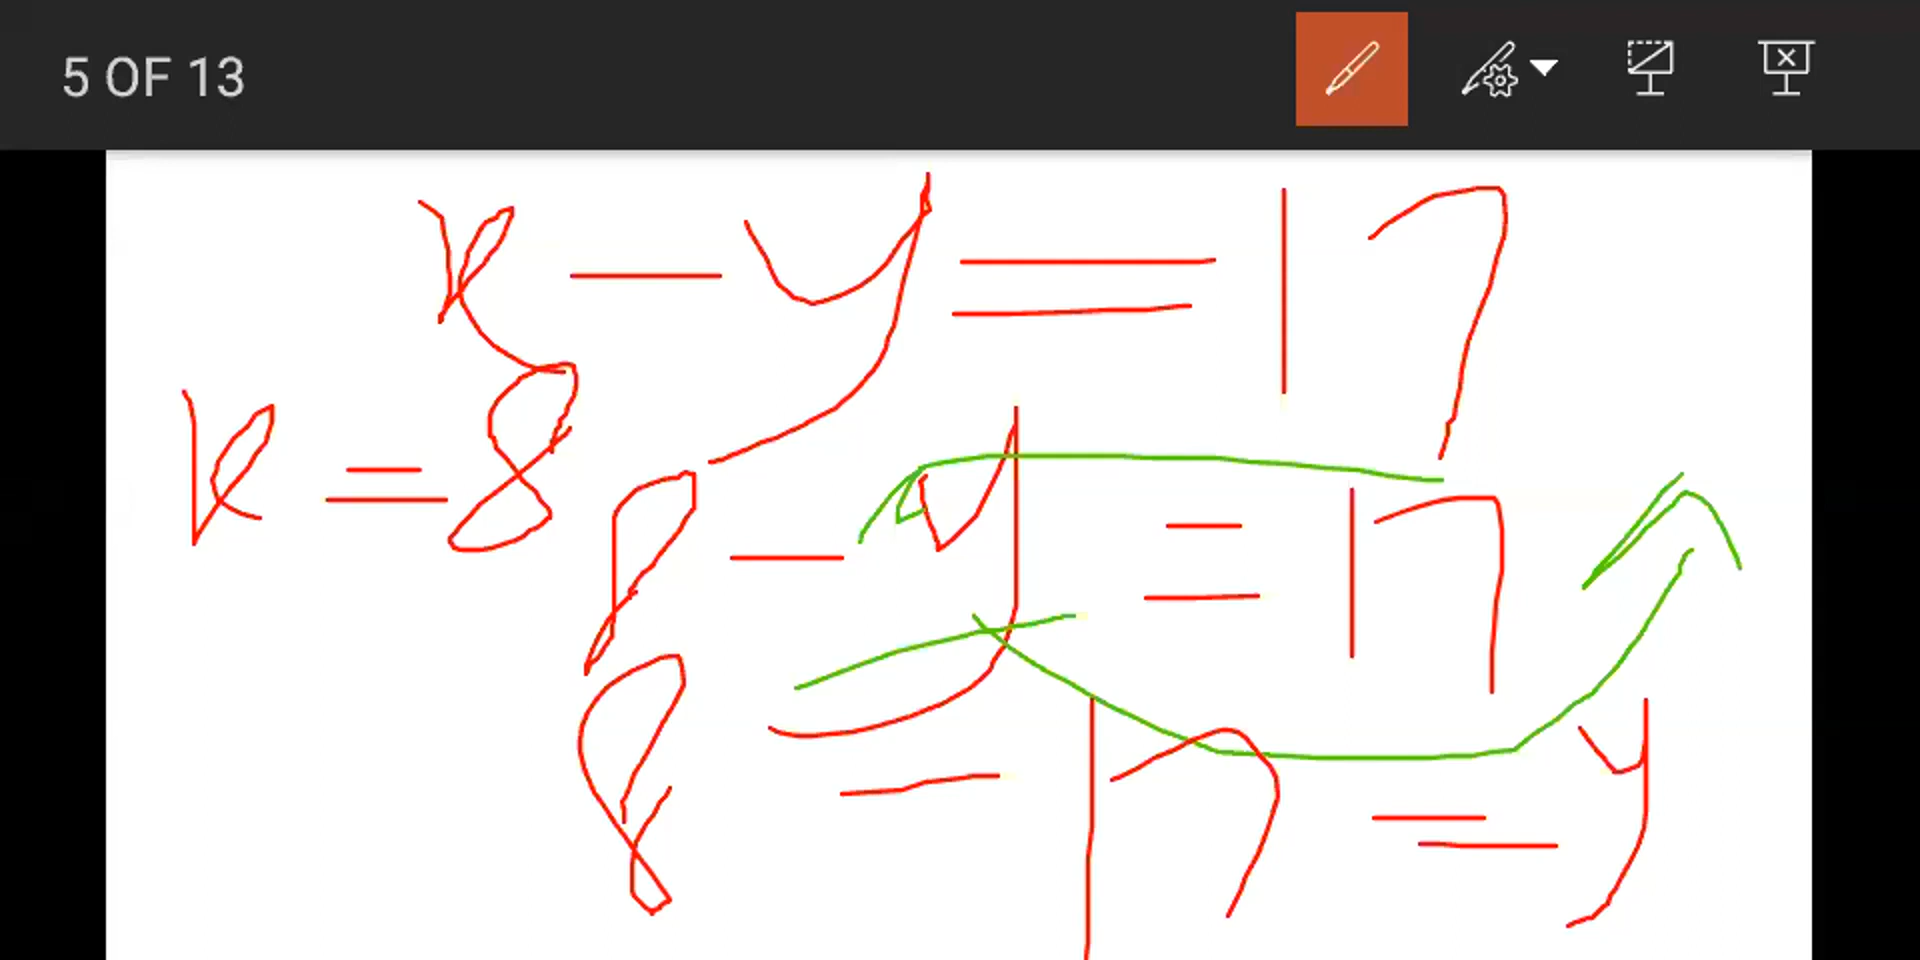 5 OF 13
k - y = 17
k = 8
8 - y = 17
8 - 17 = y